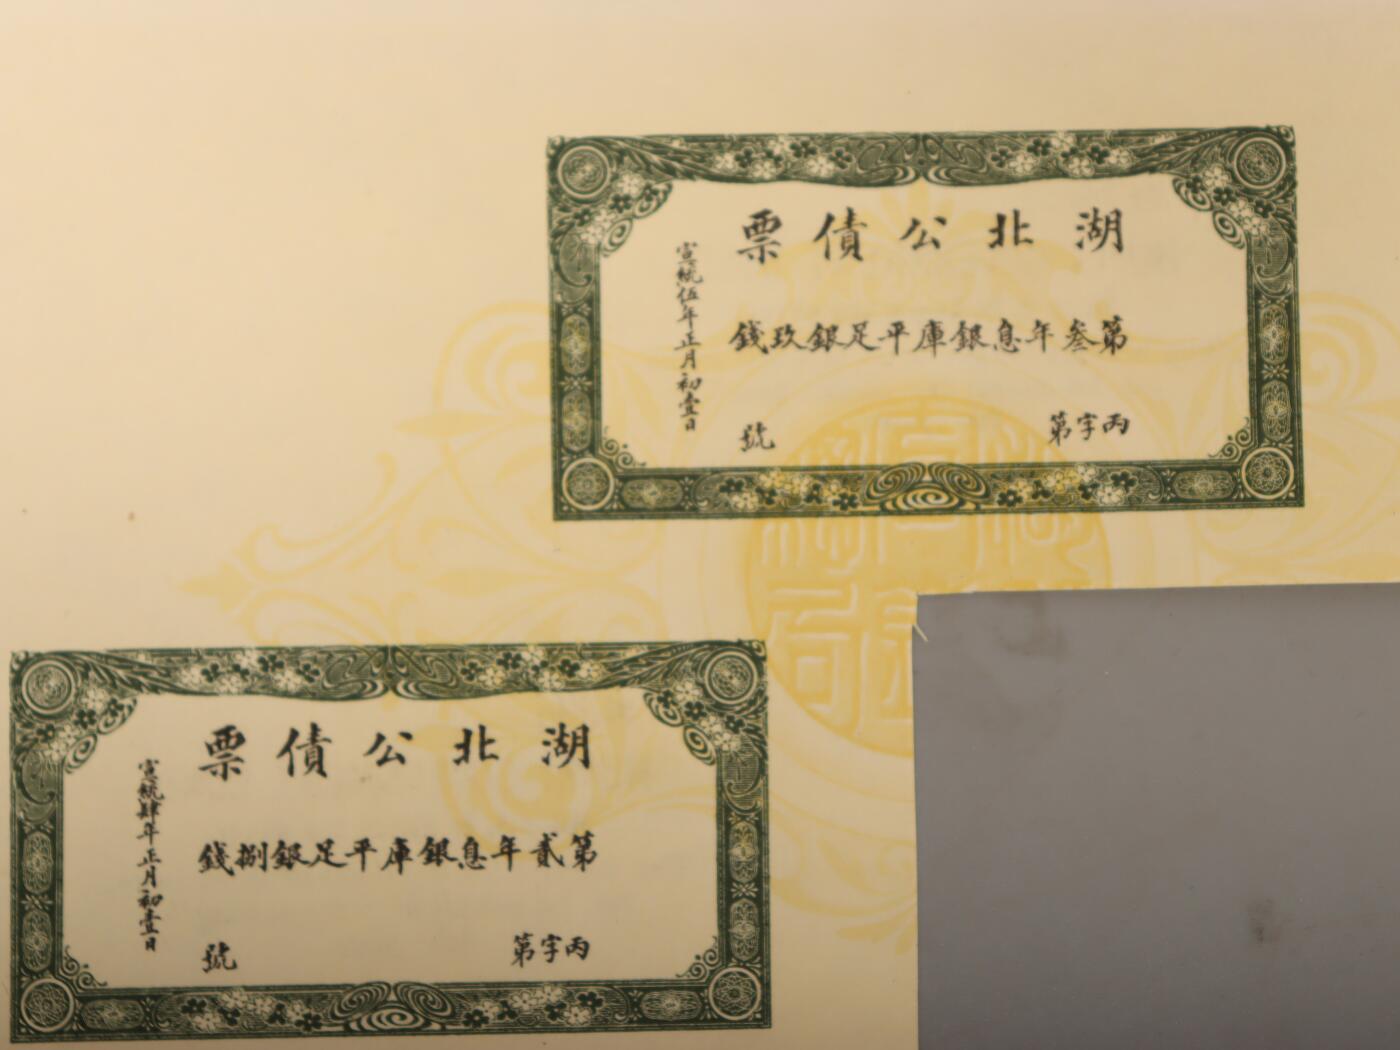 湖北公債票
第叁年息銀庫平足銀玖錢
丙字第 號
宣統伍年正月初壹日
湖北公債票
第貳年息銀庫平足銀捌錢
丙字第 號
宣統肆年正月初壹日